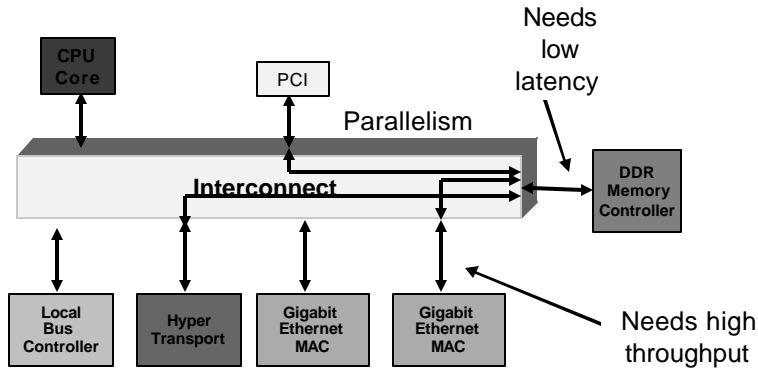 Needs
low
latency
CPU
Core
PCI
Parallelism
Interconnect
DDR
Memory
Controller
Local
Bus
Controller
Hyper
Transport
Gigabit
Ethernet
MAC
Gigabit
Ethernet
MAC
Needs high
throughput